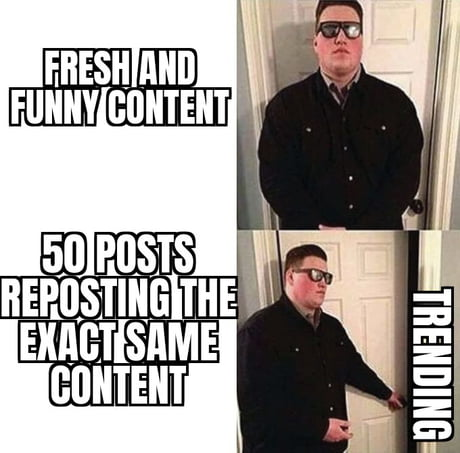 FRESH AND
FUNNY CONTENT
50 POSTS
REPOSTING THE
EXACT SAME
CONTENT
TRENDING